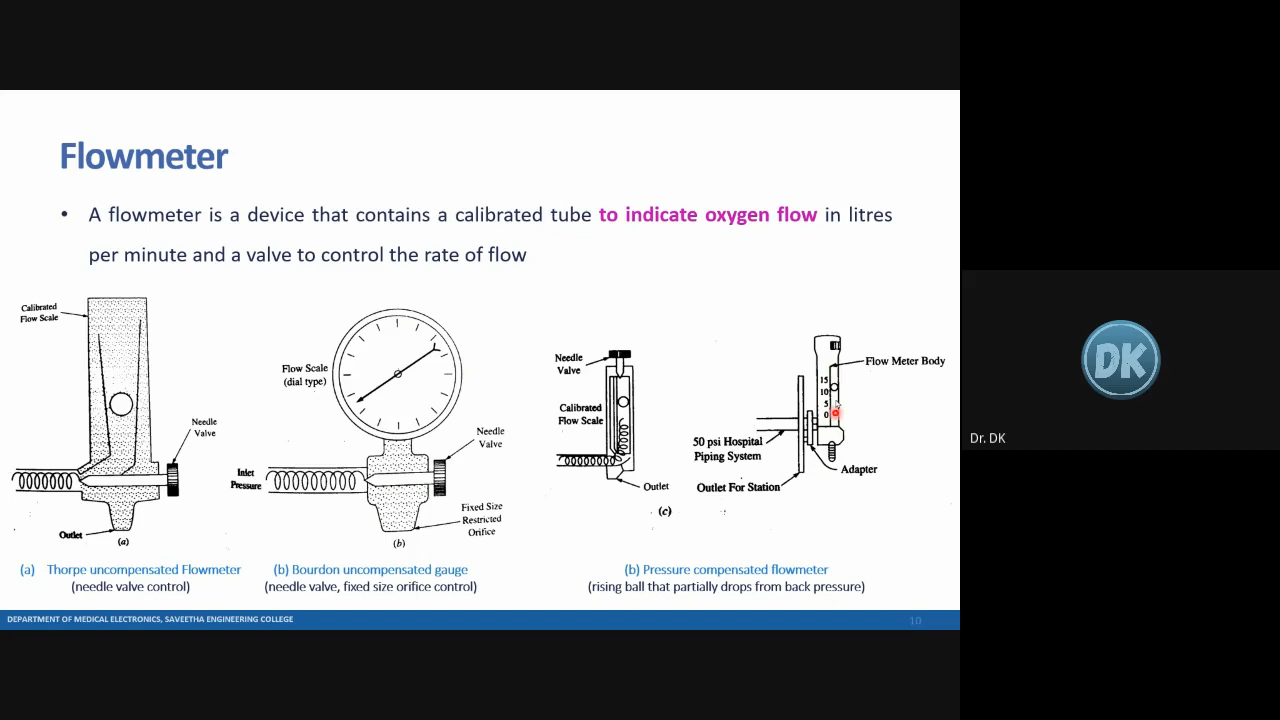 Flowmeter
• A flowmeter is a device that contains a calibrated tube to indicate oxygen flow in litres
per minute and a valve to control the rate of flow
Calibrated
Flow Scale
Needle
Valve
Outlet
(a)
Flow Scale
(dial type)
Needle
Valve
Inlet
Pressure
Fixed Size
Restricted
Orifice
(b)
Needle
Valve
Calibrated
Flow Scale
Outlet
(c)
Flow Meter Body
15
10
5
0
50 psi Hospital
Piping System
Adapter
Outlet For Station
(a) Thorpe uncompensated Flowmeter
(needle valve control)
(b) Bourdon uncompensated gauge
(needle valve, fixed size orifice control)
(b) Pressure compensated flowmeter
(rising ball that partially drops from back pressure)
DEPARTMENT OF MEDICAL ELECTRONICS, SAVEETHA ENGINEERING COLLEGE
10
DK
Dr. DK